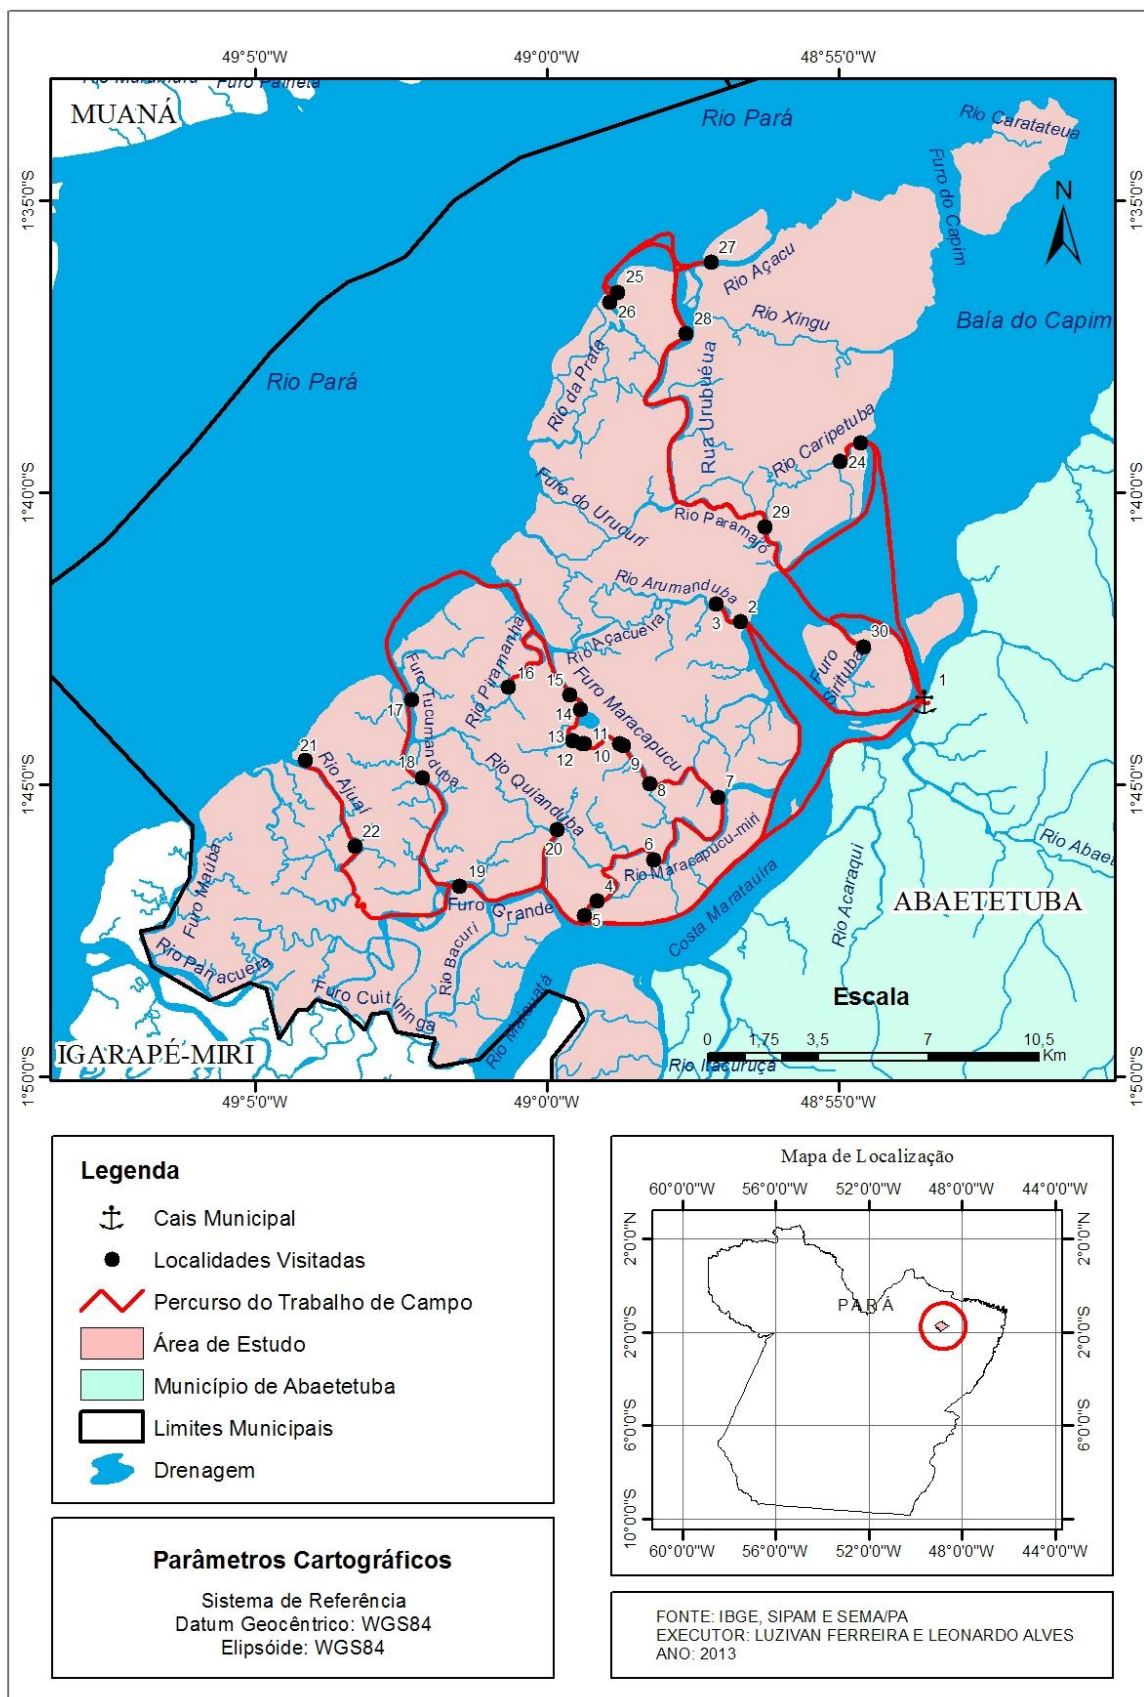 49°5'0"W 49°0'0"W 48°55'0"W
Furo Palheta
MUANÁ
Rio Pará
Rio Caratateua
Furo do Capim
1°35'0"S 1°35'0"S
N
27
Rio Açacu
25
26
28
Rio Xingu
Baía do Capim
Rio Pará
Rio da Prata
Rua Urubuéua
Rio Caripetuba
24
1°40'0"S 1°40'0"S
Furo do Urucurí
29
Rio Paramajó
Rio Arumanduba
2
3
30
Rio Açacueira
Rio Piramanha
Furo Sirituba
1
16
15
Furo Tucumanduba
Furo Maracapucu
17
14
13
11
12
10
9
21
18
Rio Quianduba
8
7
1°45'0"S 1°45'0"S
Rio Ajuaí
22
20
6
Rio Maracapucu-miri
Rio Abaet
Furo Maúba
19
4
Furo Grande
5
Costa Maratauíra
Rio Acaraqui
ABAETETUBA
Rio Panacuera
Rio Bacuri
Furo Cuitíninga
Rio Maiauatá
Escala
0 1,75 3,5 7 10,5
Km
IGARAPÉ-MIRI
Rio Itacuruçá
1°50'0"S 1°50'0"S
49°5'0"W 49°0'0"W 48°55'0"W
Legenda
Cais Municipal
Localidades Visitadas
Percurso do Trabalho de Campo
Área de Estudo
Município de Abaetetuba
Limites Municipais
Drenagem
Mapa de Localização
60°0'0"W 56°0'0"W 52°0'0"W 48°0'0"W 44°0'0"W
2°0'0"N 2°0'0"N
PARÁ
2°0'0"S 2°0'0"S
6°0'0"S 6°0'0"S
10°0'0"S 10°0'0"S
60°0'0"W 56°0'0"W 52°0'0"W 48°0'0"W 44°0'0"W
Parâmetros Cartográficos
Sistema de Referência
Datum Geocêntrico: WGS84
Elipsóide: WGS84
FONTE: IBGE, SIPAM E SEMA/PA
EXECUTOR: LUZIVAN FERREIRA E LEONARDO ALVES
ANO: 2013